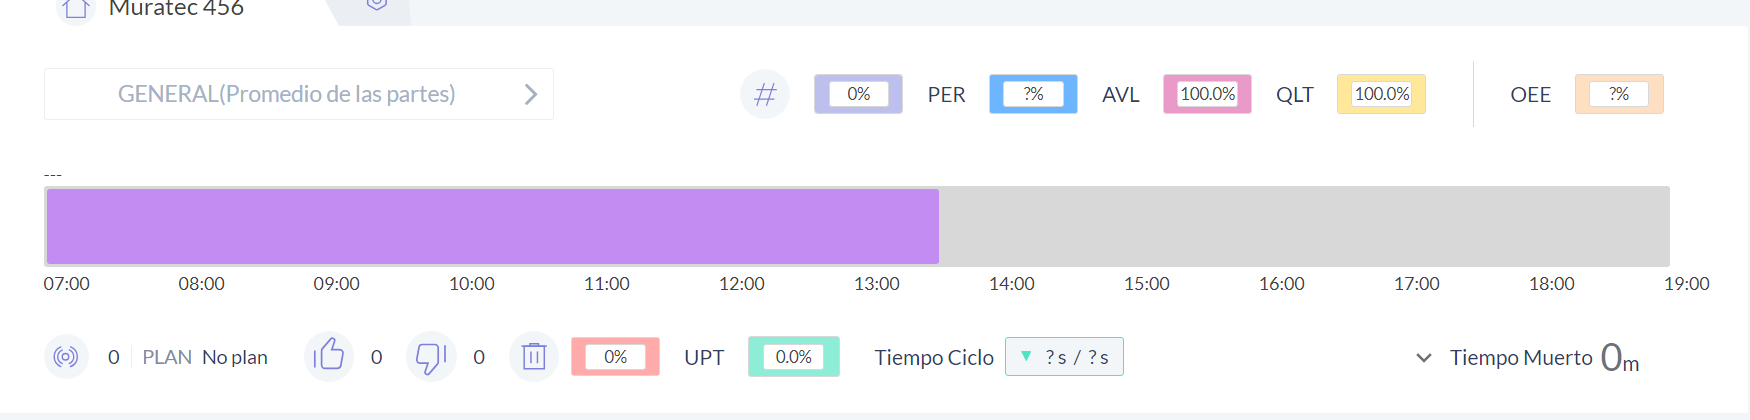 Muratec 456
GENERAL(Promedio de las partes)
# 0% PER ?% AVL 100.0% QLT 100.0% OEE ?%
---
07:00 08:00 09:00 10:00 11:00 12:00 13:00 14:00 15:00 16:00 17:00 18:00 19:00
0 PLAN No plan 0 0 0% UPT 0.0% Tiempo Ciclo ▼ ?s / ?s Tiempo Muerto 0m